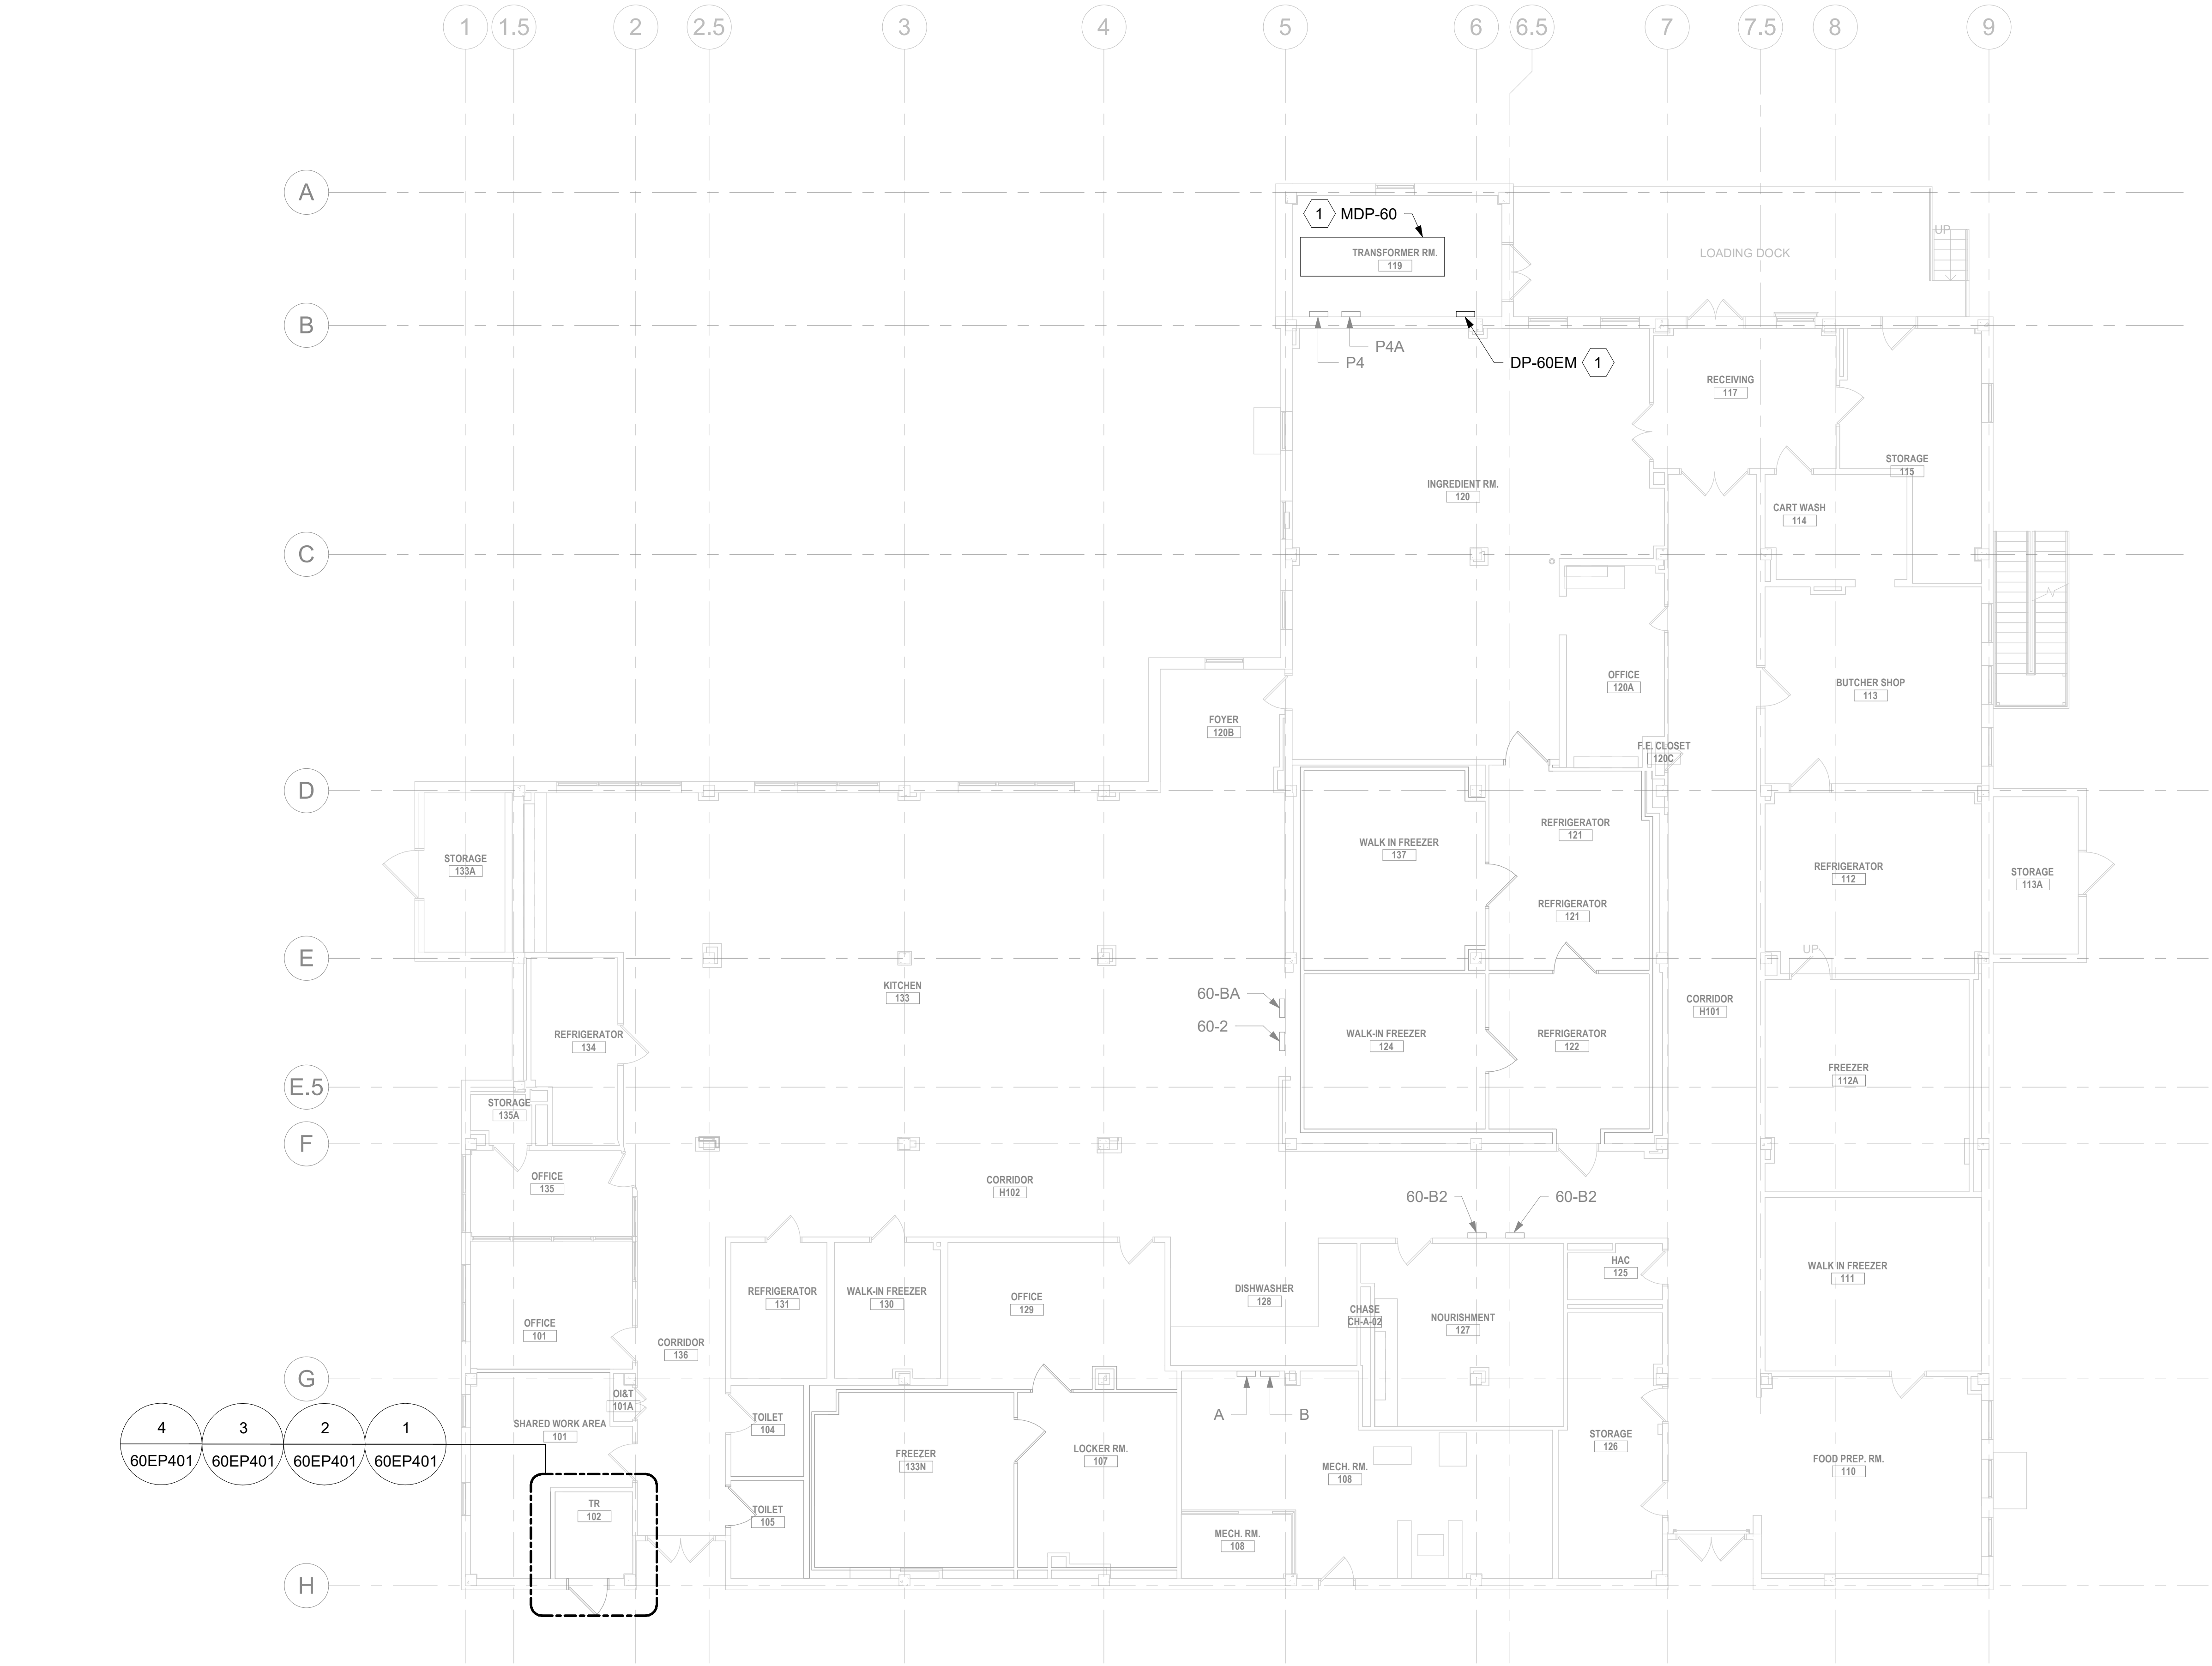 1 1.5 2 2.5 3 4 5 6 6.5 7 7.5 8 9
A
1 MDP-60
UP
TRANSFORMER RM.
119
LOADING DOCK
B
P4A
P4
DP-60EM 1
RECEIVING
117
STORAGE
115
INGREDIENT RM.
120
CART WASH
114
C
OFFICE
120A
BUTCHER SHOP
113
FOYER
120B
F.E. CLOSET
120C
D
REFRIGERATOR
121
WALK IN FREEZER
137
STORAGE
133A
REFRIGERATOR
112
STORAGE
113A
REFRIGERATOR
121
UP
E
KITCHEN
133
60-BA
CORRIDOR
H101
60-2
REFRIGERATOR
134
WALK-IN FREEZER
124
REFRIGERATOR
122
FREEZER
112A
E.5
STORAGE
135A
F
OFFICE
135
CORRIDOR
H102
60-B2
60-B2
HAC
125
WALK IN FREEZER
111
REFRIGERATOR
131
WALK-IN FREEZER
130
OFFICE
129
DISHWASHER
128
CHASE
CH-A-02
NOURISHMENT
127
OFFICE
101
CORRIDOR
136
G
OI&T
101A
A
B
SHARED WORK AREA
101
TOILET
104
4
60EP401
3
60EP401
2
60EP401
1
60EP401
FREEZER
133N
LOCKER RM.
107
MECH. RM.
108
STORAGE
126
FOOD PREP. RM.
110
TR
102
TOILET
105
MECH. RM.
108
H